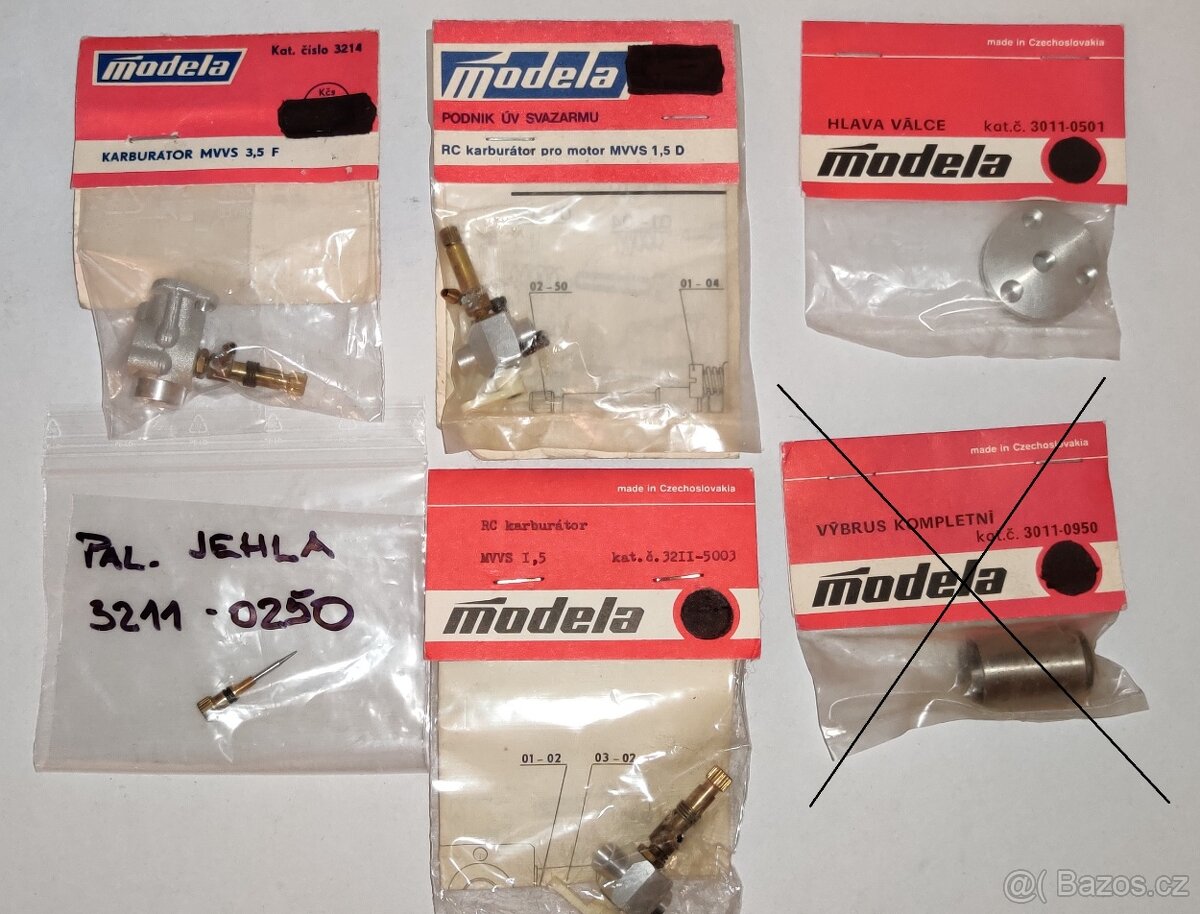 modela
Kat. číslo 3214
Kčs
KARBURÁTOR MVVS 3,5 F
modela
PODNIK ÚV SVAZARMU
RC karburátor pro motor MVVS 1,5 D
02-50
01-04
made in Czechoslovakia
HLAVA VÁLCE kat.č. 3011-0501
modela
PAL. JEHLA
3211-0250
made in Czechoslovakia
RC karburátor
MVVS I,5 kat.č.32II-5003
modela
01-02
03-02
made in Czechoslovakia
VÝBRUS KOMPLETNÍ
kat.č. 3011-0950
modela
@( Bazos.cz